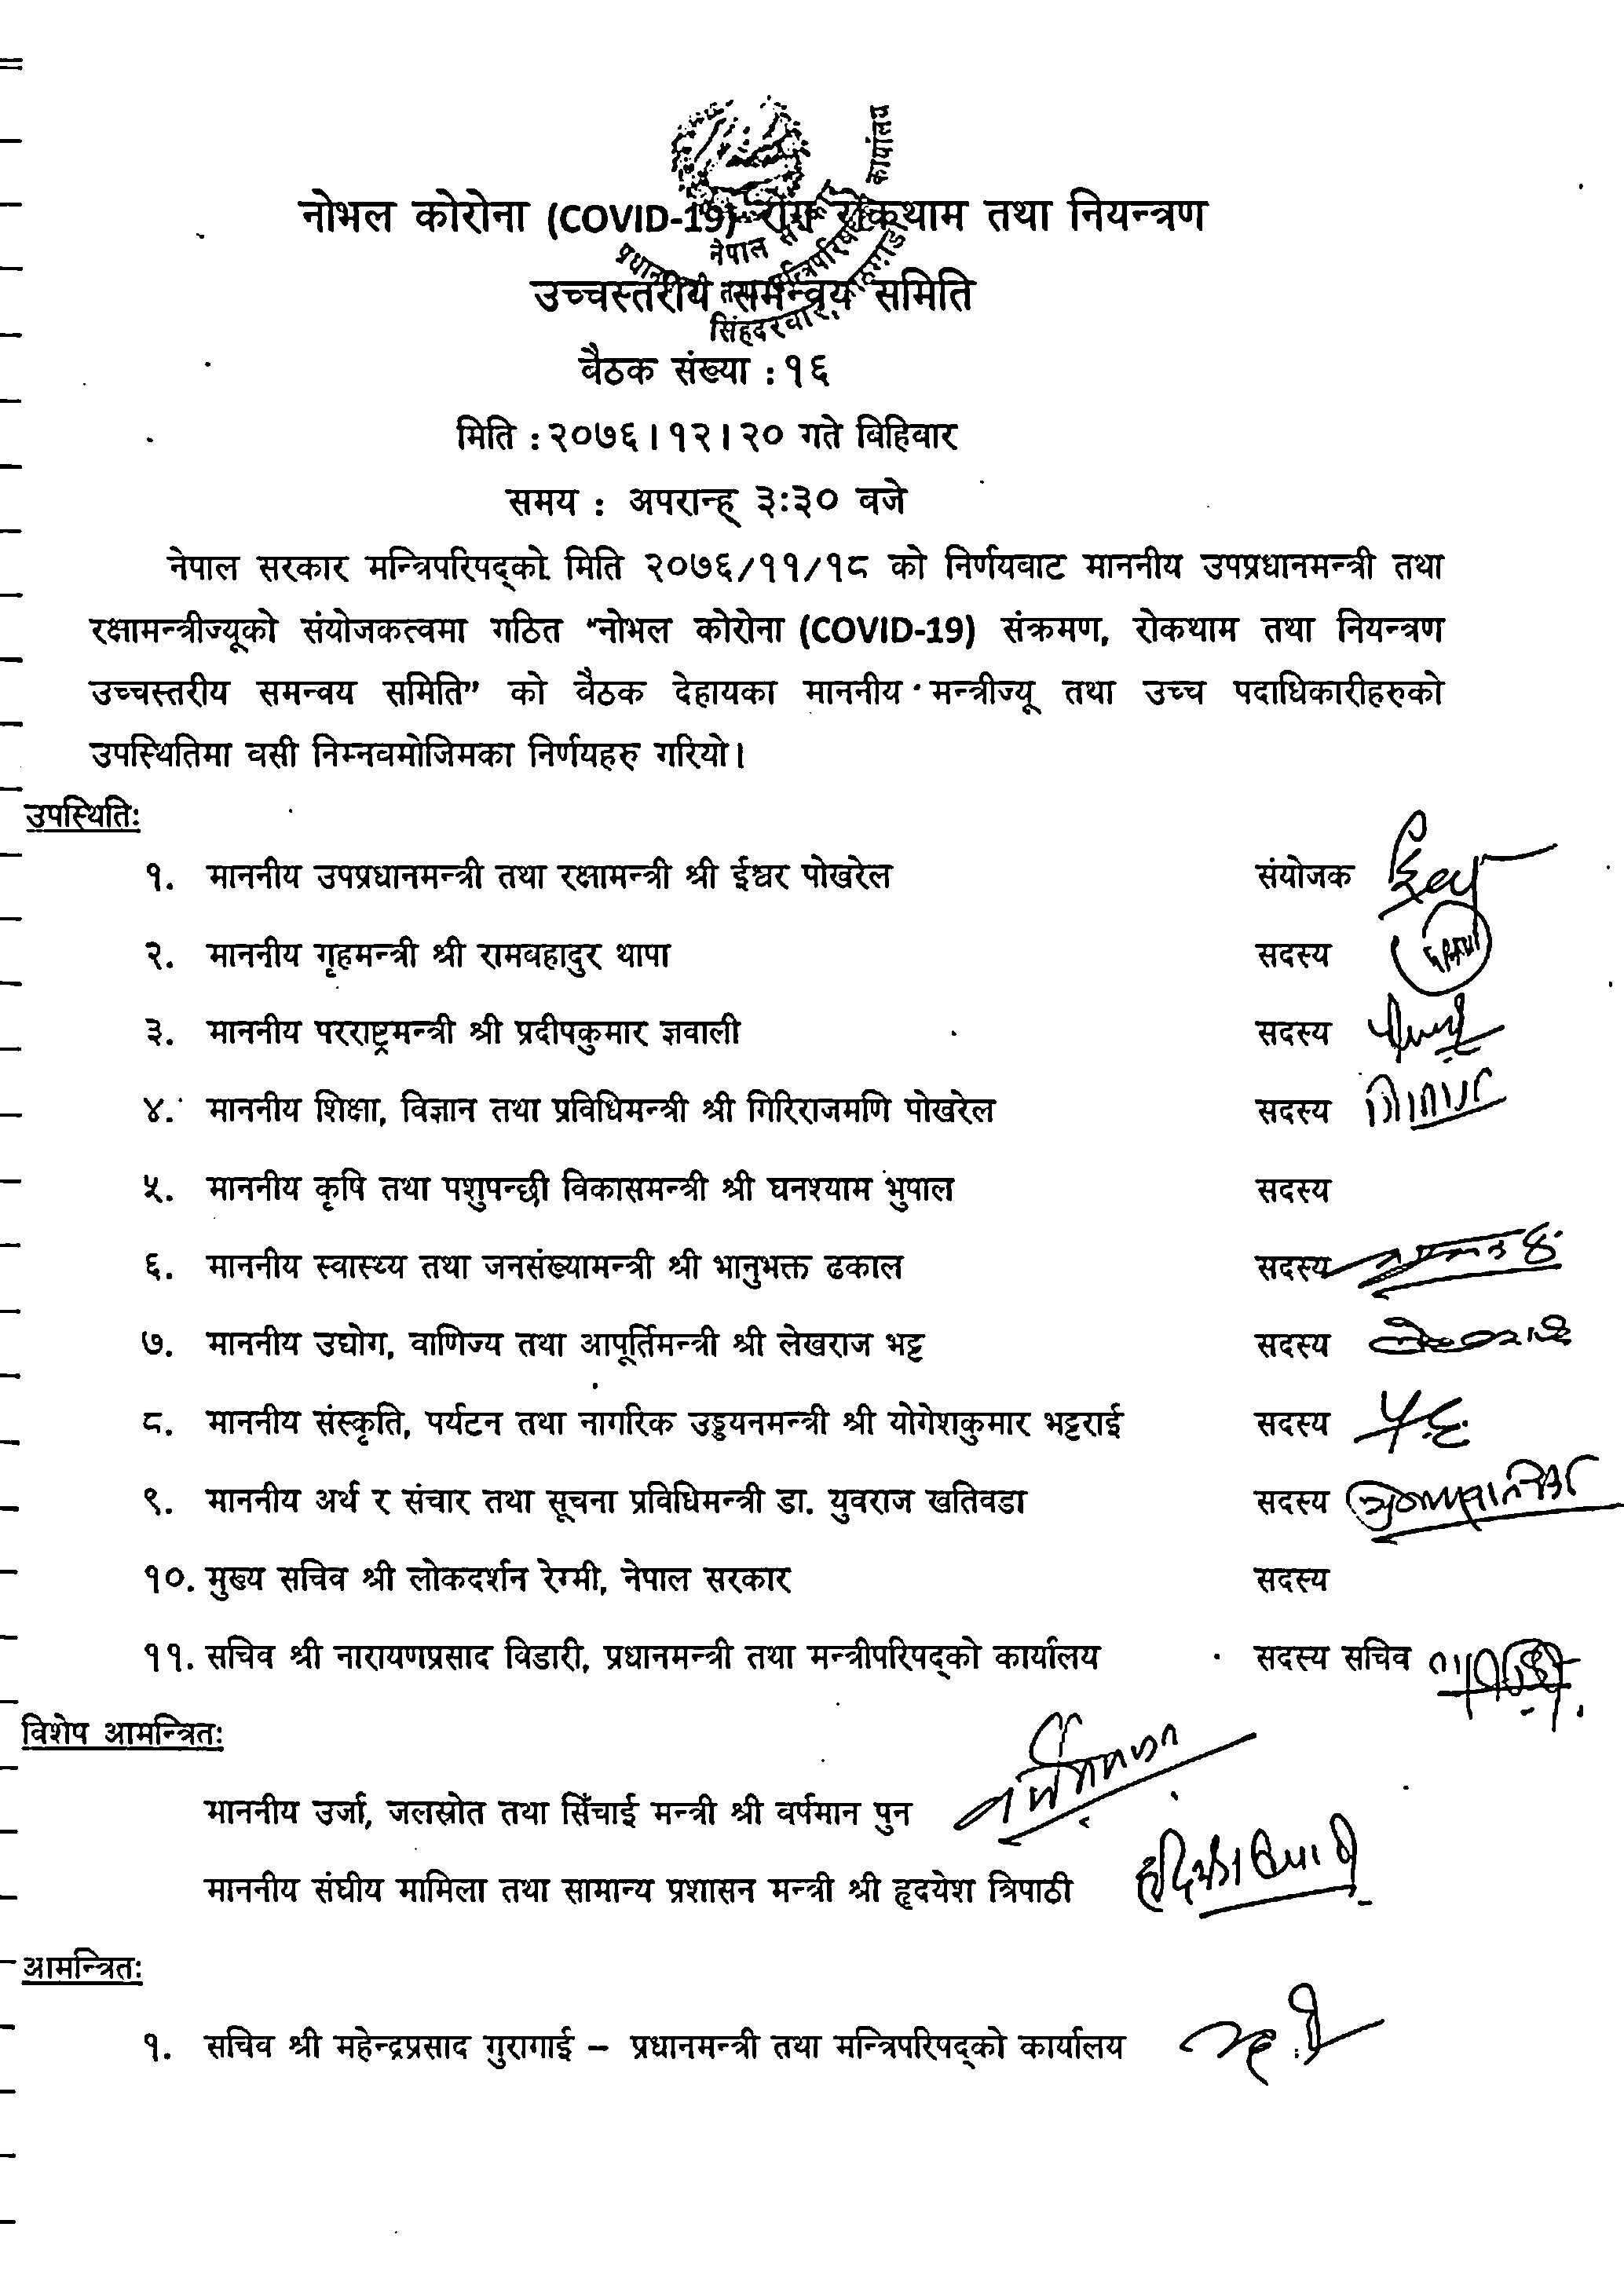 नोभल कोरोना (COVID-19) रोग रोकथाम तथा नियन्त्रण
उच्चस्तरीय समन्वय समिति
नेपाल सरकार
सिंहदरवार,
बैठक संख्या : १६
मिति : २०७६।१२।२० गते बिहिवार
समय : अपरान्ह् ३:३० बजे
नेपाल सरकार मन्त्रिपरिषद्को मिति २०७६/११/१८ को निर्णयवाट माननीय उपप्रधानमन्त्री तथा
रक्षामन्त्रीज्यूको संयोजकत्वमा गठित "नोभल कोरोना (COVID-19) संक्रमण, रोकथाम तथा नियन्त्रण
उच्चस्तरीय समन्वय समिति" को बैठक देहायका माननीय मन्त्रीज्यू तथा उच्च पदाधिकारीहरुको
उपस्थितिमा वसी निम्नवमोजिमका निर्णयहरु गरियो।
उपस्थितिः
१. माननीय उपप्रधानमन्त्री तथा रक्षामन्त्री श्री ईश्वर पोखरेल संयोजक
२. माननीय गृहमन्त्री श्री रामबहादुर थापा सदस्य
३. माननीय परराष्ट्रमन्त्री श्री प्रदीपकुमार ज्ञवाली सदस्य
४. माननीय शिक्षा, विज्ञान तथा प्रविधिमन्त्री श्री गिरिराजमणि पोखरेल सदस्य
५. माननीय कृषि तथा पशुपन्छी विकासमन्त्री श्री घनश्याम भुषाल सदस्य
६. माननीय स्वास्थ्य तथा जनसंख्यामन्त्री श्री भानुभक्त ढकाल सदस्य
७. माननीय उद्योग, वाणिज्य तथा आपूर्तिमन्त्री श्री लेखराज भट्ट सदस्य
८. माननीय संस्कृति, पर्यटन तथा नागरिक उड्डयनमन्त्री श्री योगेशकुमार भट्टराई सदस्य
९. माननीय अर्थ र संचार तथा सूचना प्रविधिमन्त्री डा. युवराज खतिवडा सदस्य
१०. मुख्य सचिव श्री लोकदर्शन रेग्मी, नेपाल सरकार सदस्य
११. सचिव श्री नारायणप्रसाद विडारी, प्रधानमन्त्री तथा मन्त्रीपरिषद्को कार्यालय सदस्य सचिव
विशेष आमन्त्रितः
माननीय उर्जा, जलस्रोत तथा सिँचाई मन्त्री श्री वर्षमान पुन
माननीय संघीय मामिला तथा सामान्य प्रशासन मन्त्री श्री हृदयेश त्रिपाठी
आमन्त्रितः
१. सचिव श्री महेन्द्रप्रसाद गुरागाई – प्रधानमन्त्री तथा मन्त्रिपरिषद्को कार्यालय